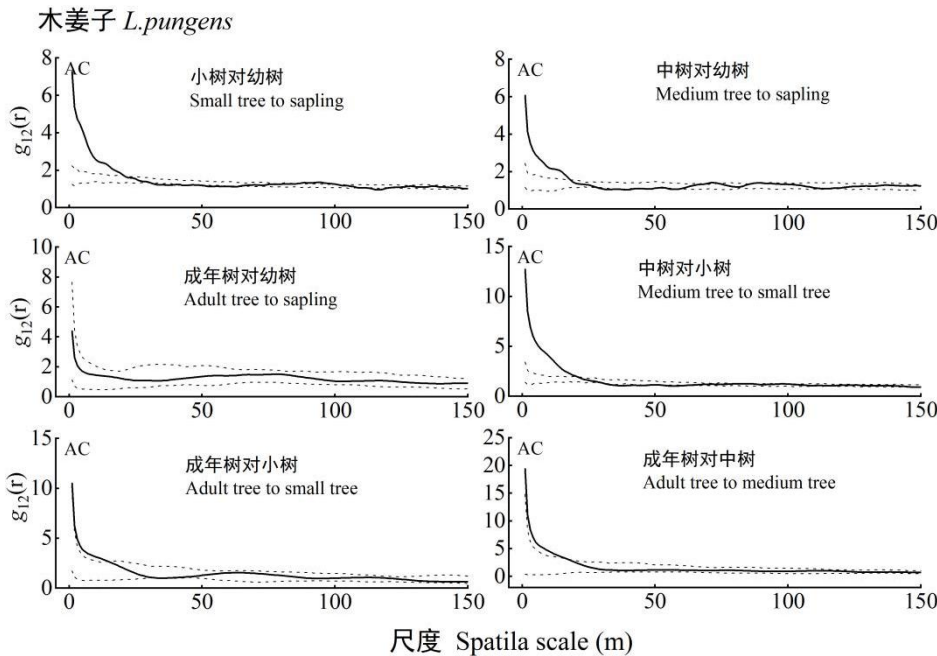 木姜子 L.pungens
AC
小树对幼树
Small tree to sapling
g12(r)
8
6
4
2
0
0 50 100 150
AC
中树对幼树
Medium tree to sapling
8
6
4
2
0
0 50 100 150
AC
成年树对幼树
Adult tree to sapling
g12(r)
10
8
6
4
2
0
0 50 100 150
AC
中树对小树
Medium tree to small tree
15
10
5
0
0 50 100 150
AC
成年树对小树
Adult tree to small tree
g12(r)
15
10
5
0
0 50 100 150
AC
成年树对中树
Adult tree to medium tree
25
20
15
10
5
0
0 50 100 150
尺度 Spatila scale (m)